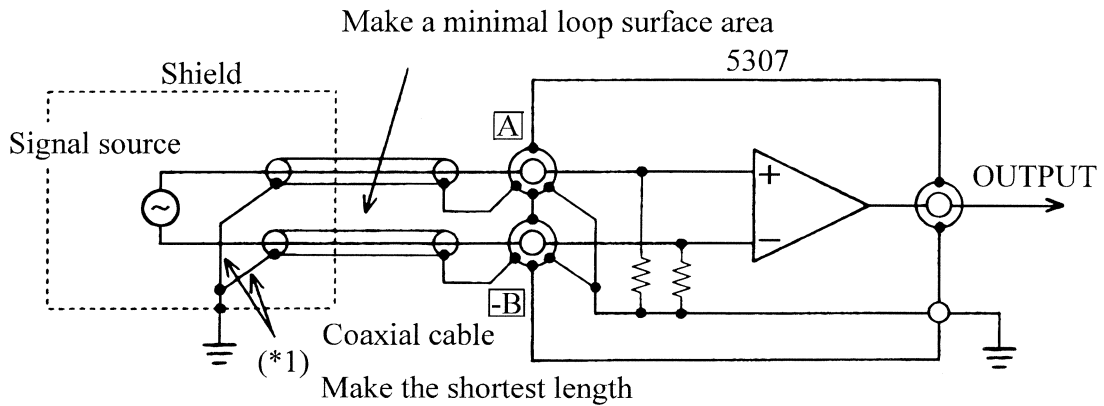 Make a minimal loop surface area
5307
Shield
A
Signal source
+
OUTPUT
~
−
-B
Coaxial cable
(*1)
Make the shortest length